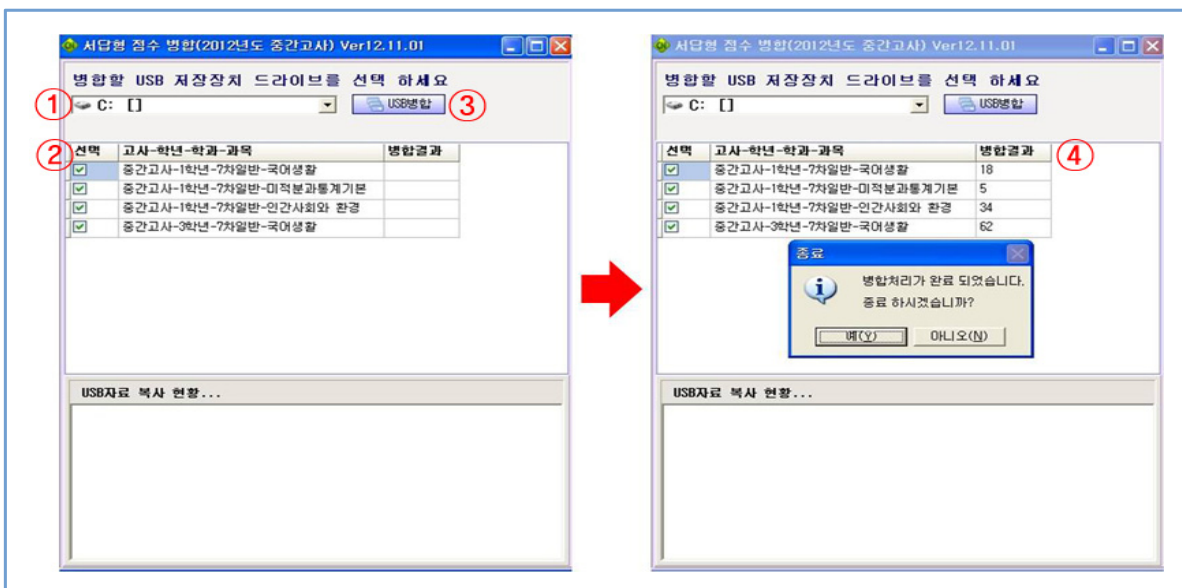 서답형 점수 병합(2012년도 중간고사) Ver12.11.01
병합할 USB 저장장치 드라이브를 선택 하세요
① C: [] USB병합 ③
② 선택 고사-학년-학과-과목 병합결과
중간고사-1학년-7차일반-국어생활
중간고사-1학년-7차일반-미적분과통계기본
중간고사-1학년-7차일반-인간사회와 환경
중간고사-3학년-7차일반-국어생활
USB자료 복사 현황...
서답형 점수 병합(2012년도 중간고사) Ver12.11.01
병합할 USB 저장장치 드라이브를 선택 하세요
C: [] USB병합
선택 고사-학년-학과-과목 병합결과 ④
중간고사-1학년-7차일반-국어생활 18
중간고사-1학년-7차일반-미적분과통계기본 5
중간고사-1학년-7차일반-인간사회와 환경 34
중간고사-3학년-7차일반-국어생활 62
종료
병합처리가 완료 되었습니다.
종료 하시겠습니까?
예(Y) 아니오(N)
USB자료 복사 현황...